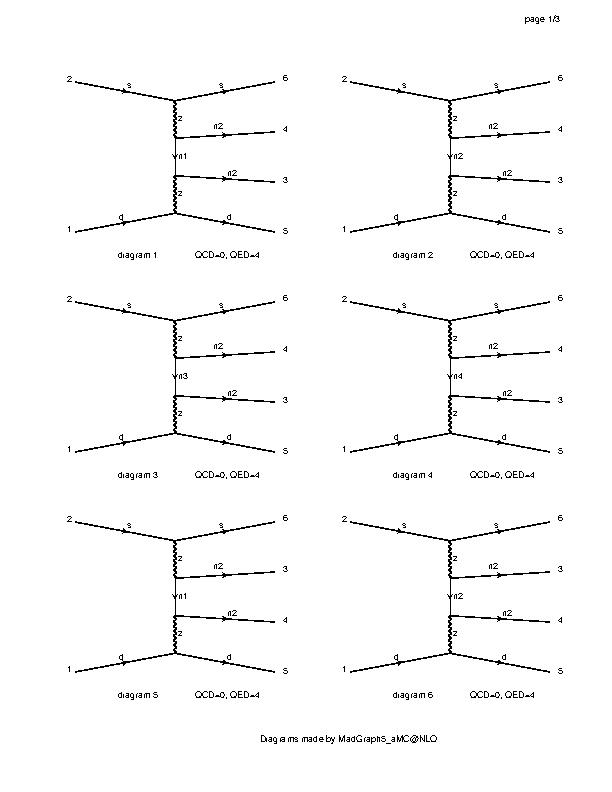 page 1/3
2 s s 6
z
n2 4
n1
n2 3
z
1 d d 5
diagram 1 QCD=0, QED=4
2 s s 6
z
n2 4
n2
n2 3
z
1 d d 5
diagram 2 QCD=0, QED=4
2 s s 6
z
n2 4
n3
n2 3
z
1 d d 5
diagram 3 QCD=0, QED=4
2 s s 6
z
n2 4
n4
n2 3
z
1 d d 5
diagram 4 QCD=0, QED=4
2 s s 6
z
n2 3
n1
n2 4
z
1 d d 5
diagram 5 QCD=0, QED=4
2 s s 6
z
n2 3
n2
n2 4
z
1 d d 5
diagram 6 QCD=0, QED=4
Diagrams made by MadGraph5_aMC@NLO